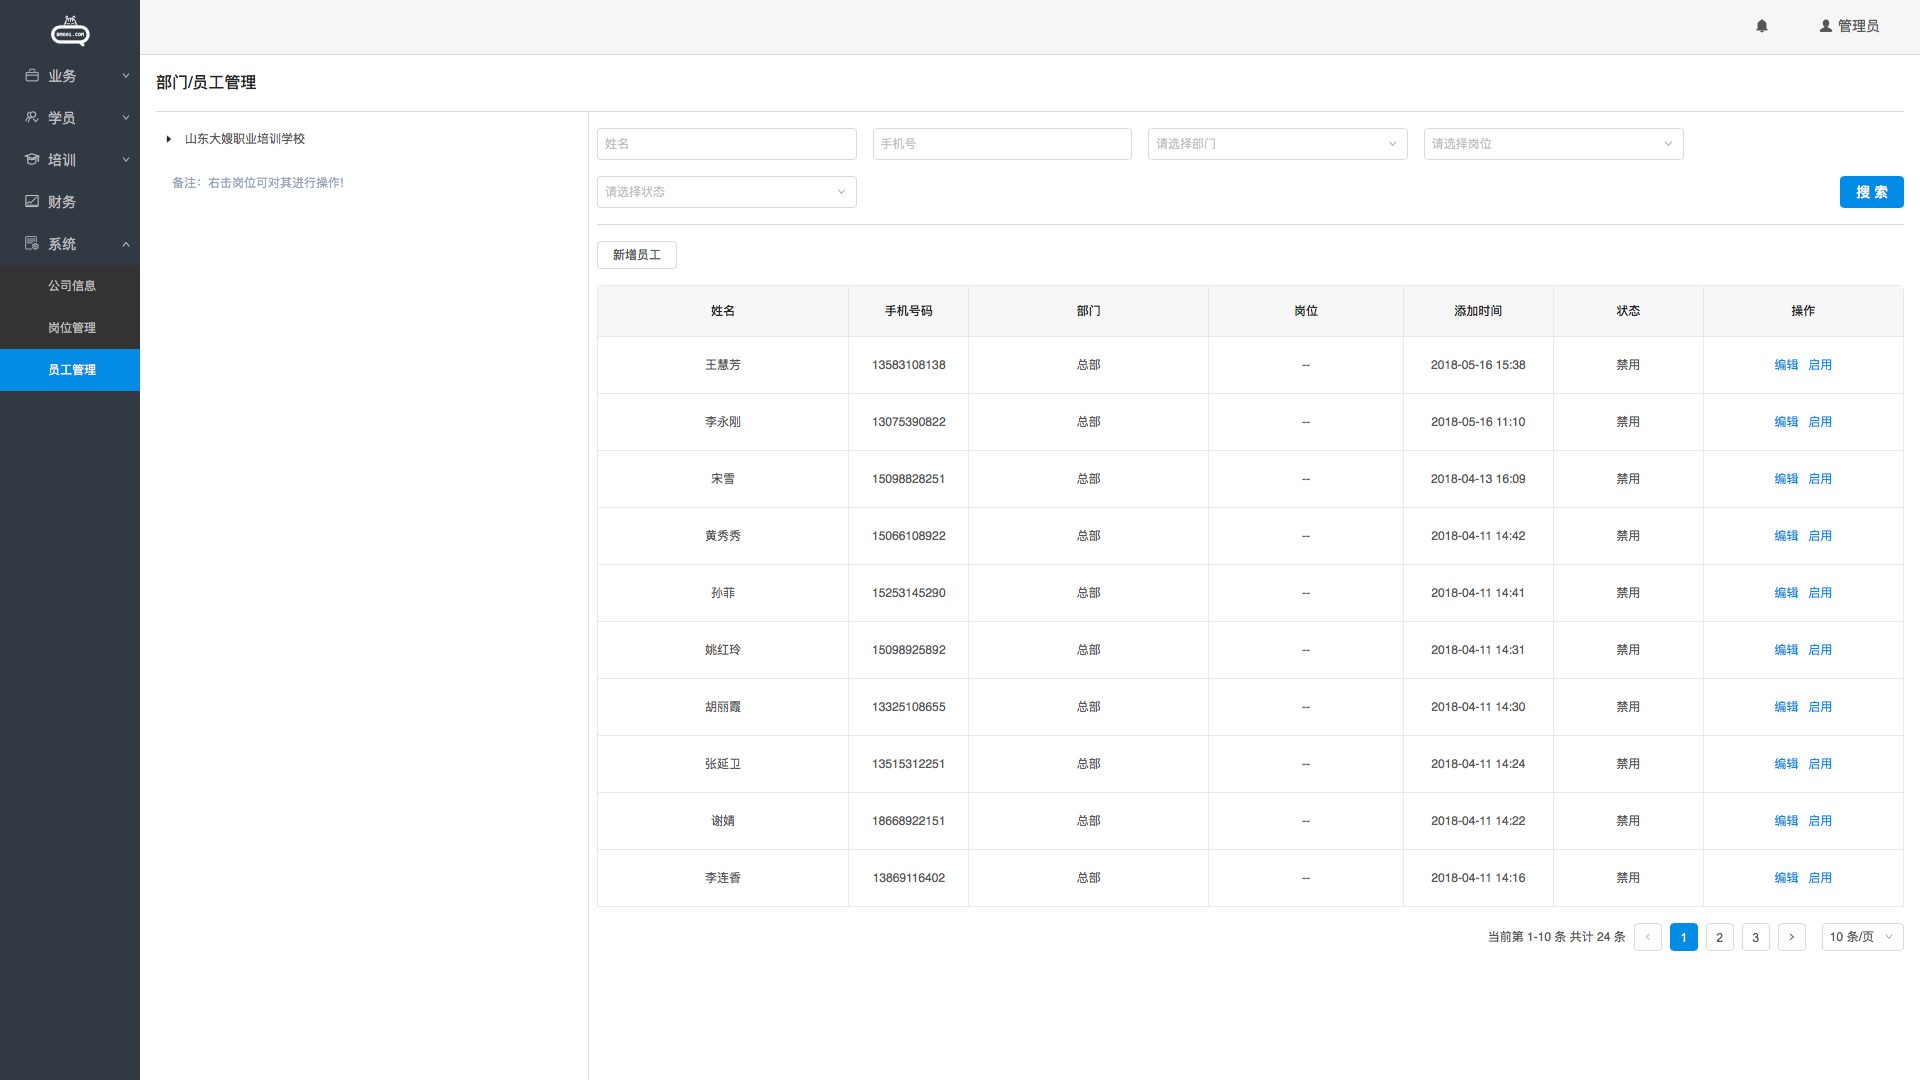 管理员
业务
学员
培训
财务
系统
公司信息
岗位管理
员工管理
部门/员工管理
山东大嫂职业培训学校
备注：右击岗位可对其进行操作!
姓名 手机号 请选择部门 请选择岗位
请选择状态 搜 索
新增员工
姓名 手机号码 部门 岗位 添加时间 状态 操作
王慧芳 13583108138 总部 -- 2018-05-16 15:38 禁用 编辑 启用
李永刚 13075390822 总部 -- 2018-05-16 11:10 禁用 编辑 启用
宋雪 15098828251 总部 -- 2018-04-13 16:09 禁用 编辑 启用
黄秀秀 15066108922 总部 -- 2018-04-11 14:42 禁用 编辑 启用
孙菲 15253145290 总部 -- 2018-04-11 14:41 禁用 编辑 启用
姚红玲 15098925892 总部 -- 2018-04-11 14:31 禁用 编辑 启用
胡丽霞 13325108655 总部 -- 2018-04-11 14:30 禁用 编辑 启用
张延卫 13515312251 总部 -- 2018-04-11 14:24 禁用 编辑 启用
谢婧 18668922151 总部 -- 2018-04-11 14:22 禁用 编辑 启用
李连香 13869116402 总部 -- 2018-04-11 14:16 禁用 编辑 启用
当前第 1-10 条 共计 24 条 < 1 2 3 > 10 条/页